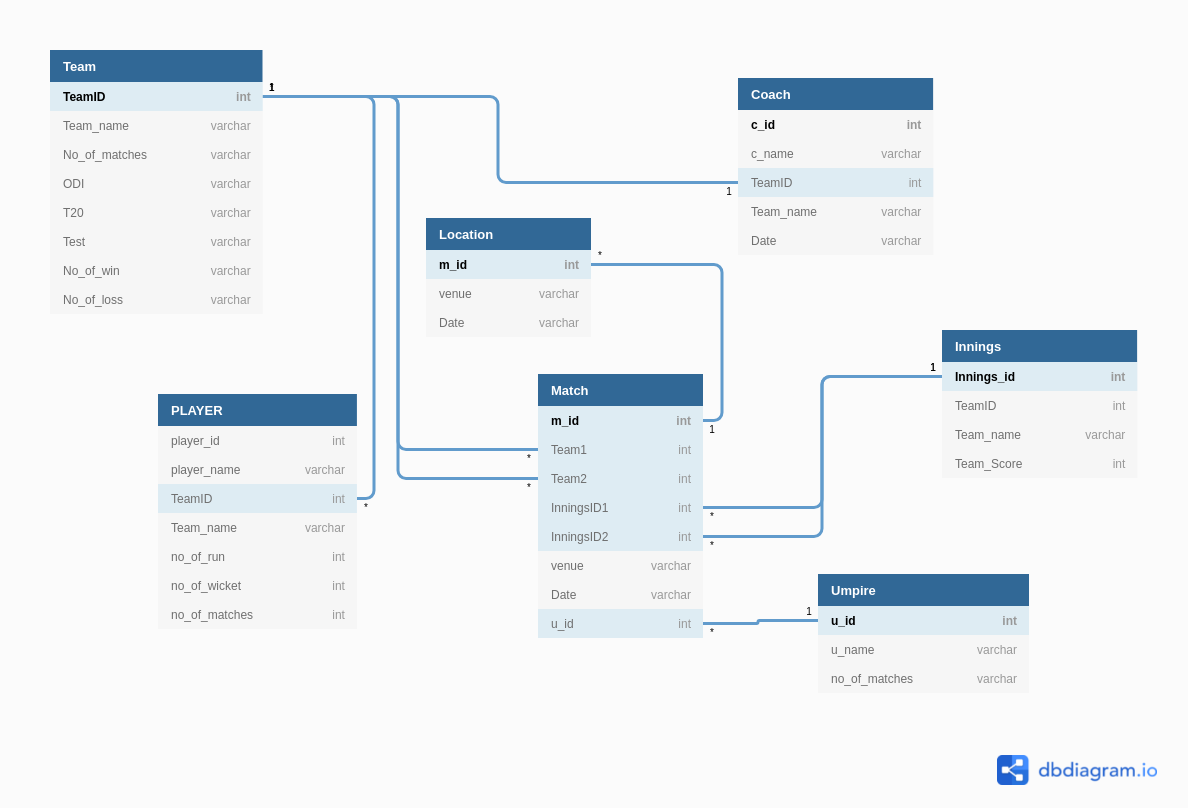 Team
TeamID int
Team_name varchar
No_of_matches varchar
ODI varchar
T20 varchar
Test varchar
No_of_win varchar
No_of_loss varchar
1
Coach
c_id int
c_name varchar
TeamID int
Team_name varchar
Date varchar
1
Location
m_id int
venue varchar
Date varchar
*
Innings
Innings_id int
TeamID int
Team_name varchar
Team_Score int
1
Match
m_id int
Team1 int
Team2 int
InningsID1 int
InningsID2 int
venue varchar
Date varchar
u_id int
1
*
*
*
*
*
PLAYER
player_id int
player_name varchar
TeamID int
Team_name varchar
no_of_run int
no_of_wicket int
no_of_matches int
*
Umpire
u_id int
u_name varchar
no_of_matches varchar
1
dbdiagram.io